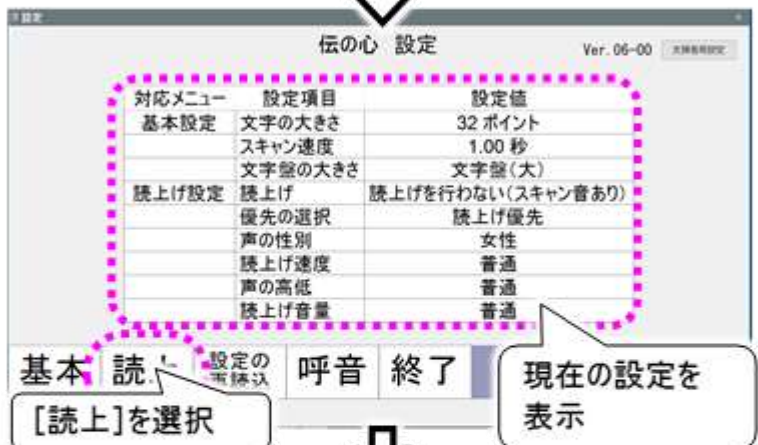 設定
伝の心 設定
Ver. 06-00
対応メニュー 設定項目 設定値
基本設定 文字の大きさ 32 ポイント
スキャン速度 1.00 秒
文字盤の大きさ 文字盤(大)
読上げ設定 読上げ 読上げを行わない(スキャン音あり)
優先の選択 読上げ優先
声の性別 女性
読上げ速度 普通
声の高低 普通
読上げ音量 普通
基本 読上 設定の 呼音 終了
再読込
現在の設定を
表示
[読上]を選択